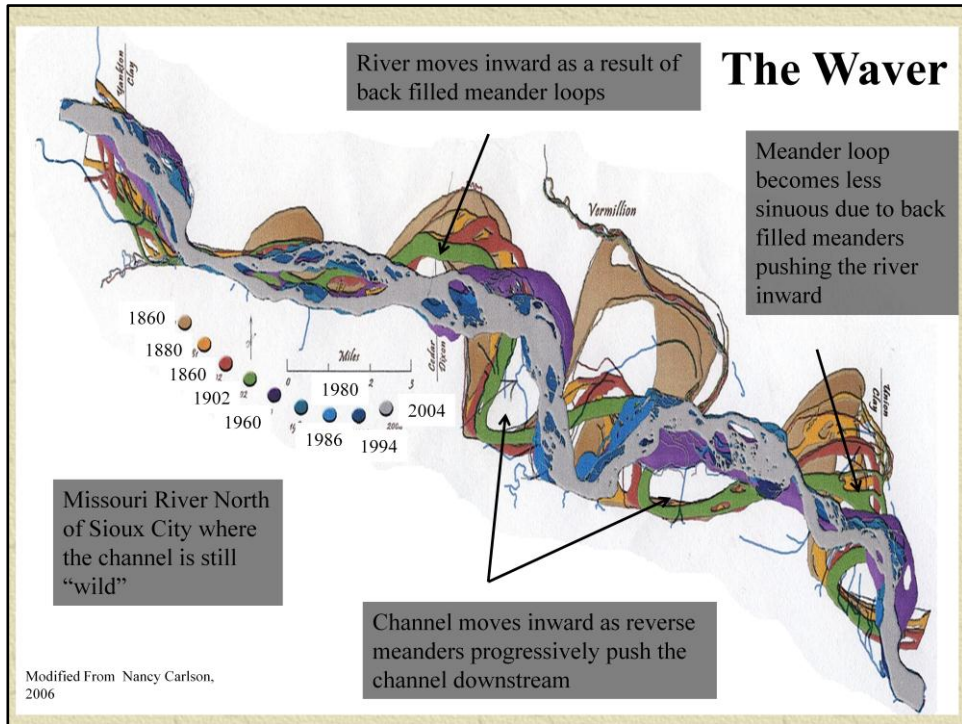 The Waver
River moves inward as a result of
back filled meander loops
Meander loop
becomes less
sinuous due to back
filled meanders
pushing the river
inward
Yankton
Clay
Vermillion
Union
Clay
Cedar
Dixon
Miles
0
2
3
1860
1880
1860
1902
1960
1980
1986
1994
2004
Missouri River North
of Sioux City where
the channel is still
“wild”
Channel moves inward as reverse
meanders progressively push the
channel downstream
Modified From Nancy Carlson,
2006